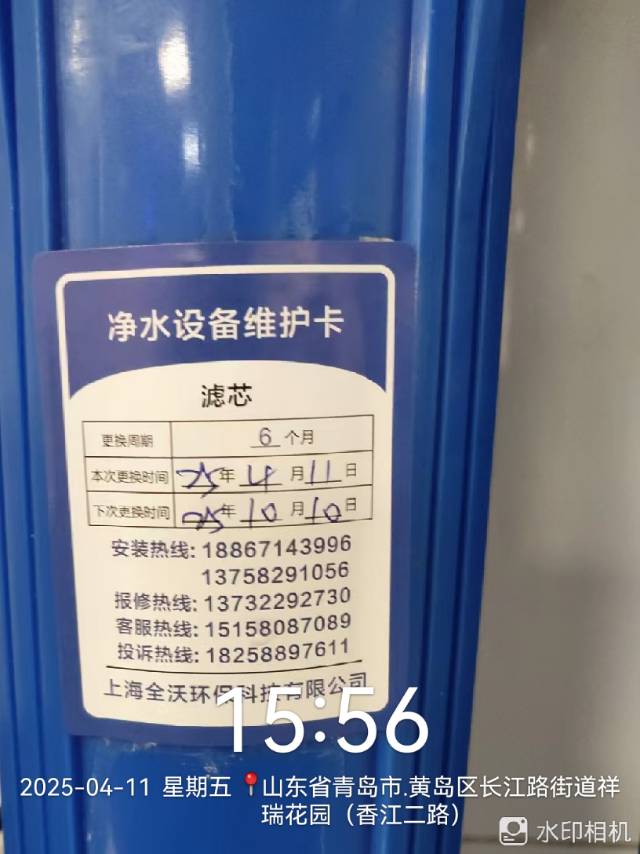 净水设备维护卡
滤芯
更换周期 6 个月
本次更换时间 25年 4 月 11 日
下次更换时间 25年 10 月 10 日
安装热线: 18867143996
13758291056
报修热线: 13732292730
客服热线: 15158087089
投诉热线: 18258897611
上海全沃环保科技有限公司
15:56
2025-04-11 星期五 山东省青岛市.黄岛区长江路街道祥
瑞花园（香江二路）
水印相机